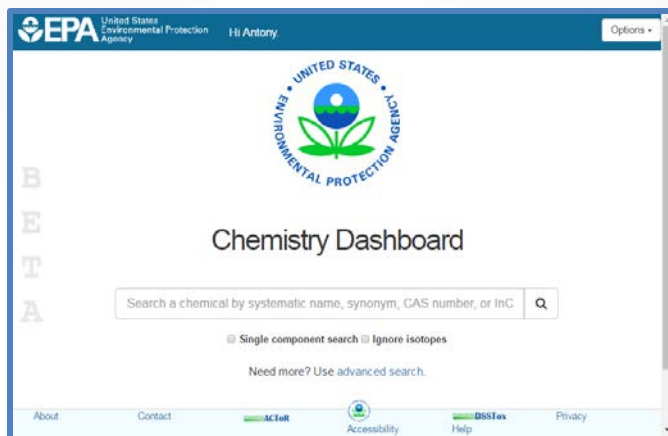 EPA
United States
Environmental Protection
Agency
Hi Antony.
Options
UNITED STATES
ENVIRONMENTAL PROTECTION AGENCY
BETA
Chemistry Dashboard
Search a chemical by systematic name, synonym, CAS number, or InC
Single component search Ignore isotopes
Need more? Use advanced search.
About Contact ACToR Accessibility DSSTox Help Privacy